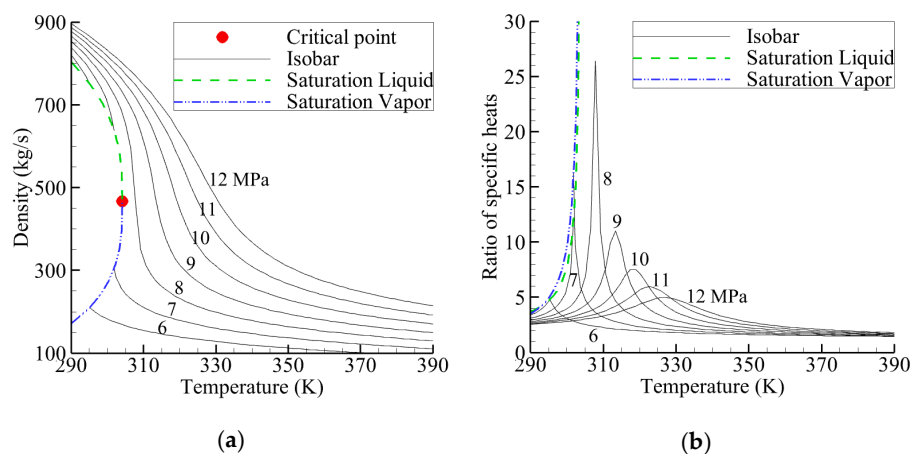 900
700
500
300
100
290
310
330
350
370
390
Density (kg/s)
Temperature (K)
Critical point
Isobar
Saturation Liquid
Saturation Vapor
12 MPa
11
10
9
8
7
6
(a)
30
25
20
15
10
5
0
290
310
330
350
370
390
Ratio of specific heats
Temperature (K)
Isobar
Saturation Liquid
Saturation Vapor
8
9
10
11
12 MPa
7
6
(b)